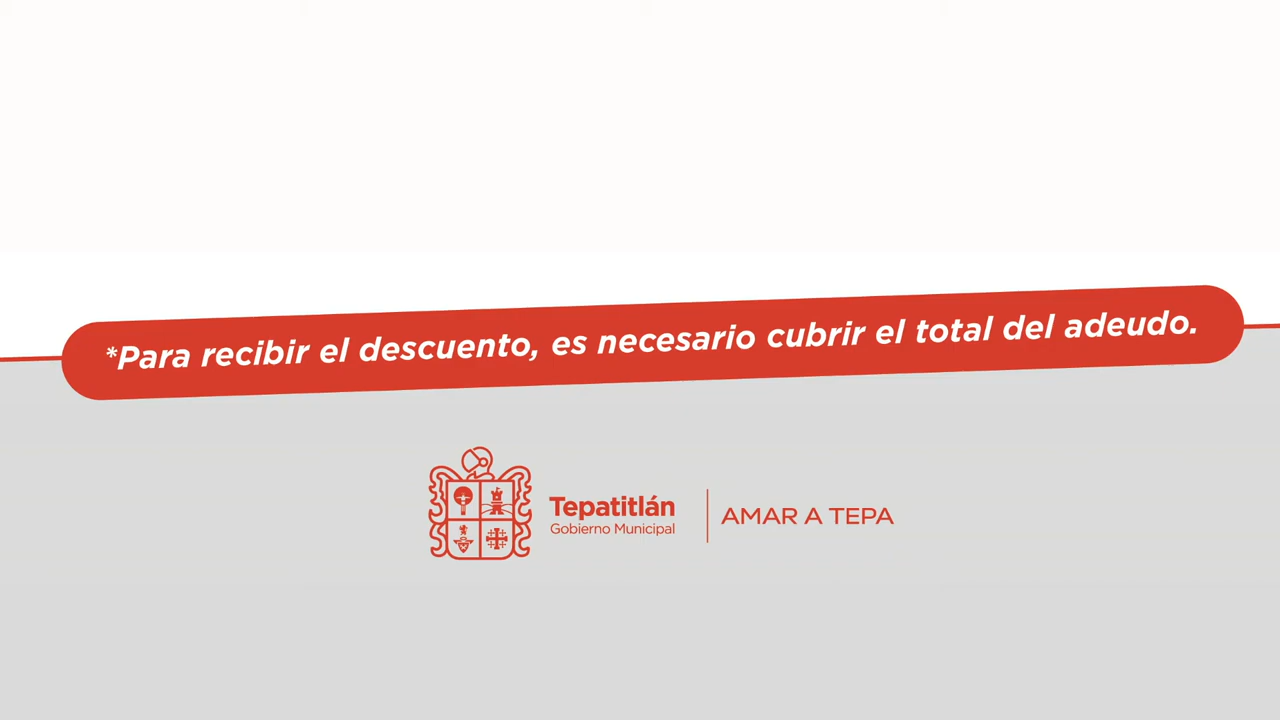 *Para recibir el descuento, es necesario cubrir el total del adeudo.
Tepatitlán
Gobierno Municipal
AMAR A TEPA